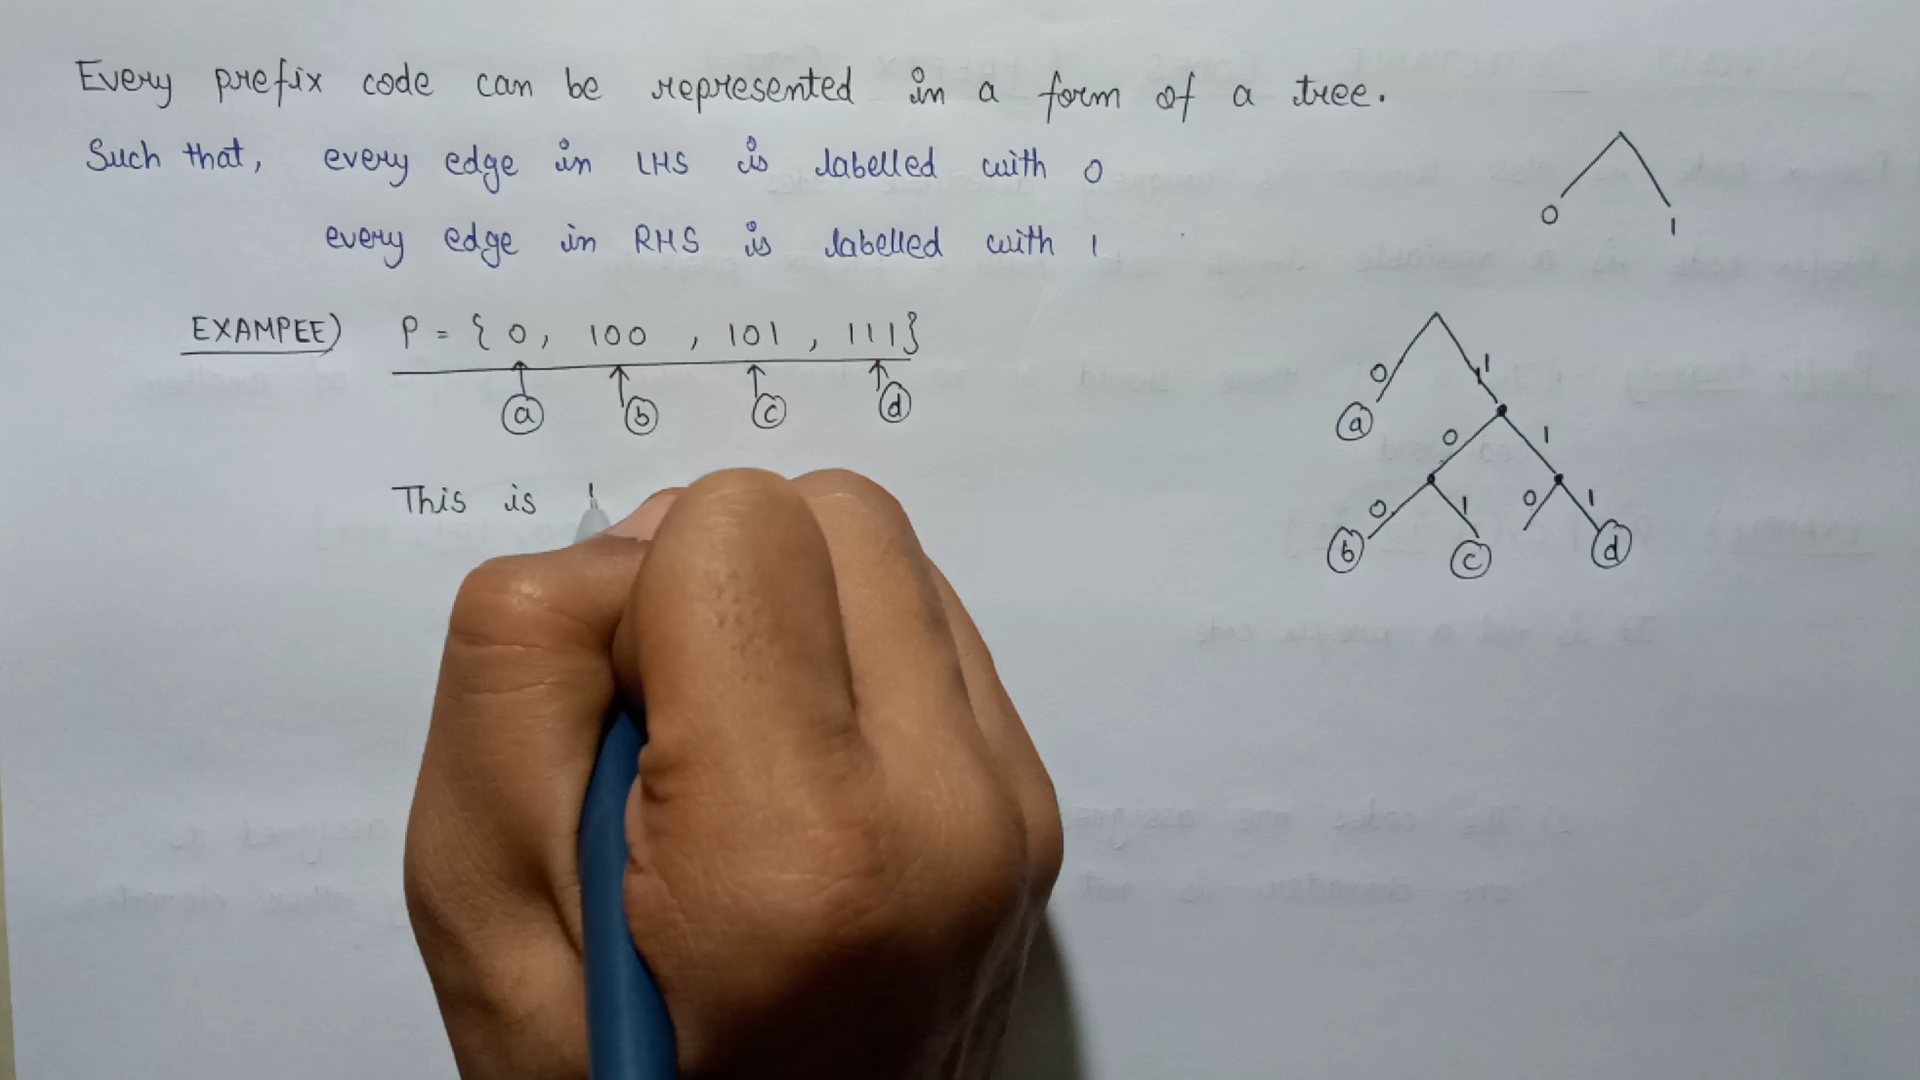 Every prefix code can be represented in a form of a tree.
Such that, every edge in LHS is labelled with 0
every edge in RHS is labelled with 1
0 1
EXAMPEE) P = { 0, 100 , 101 , 111}
a b c d
This is
0 1
a
0 1
0 1 0 1
b c d